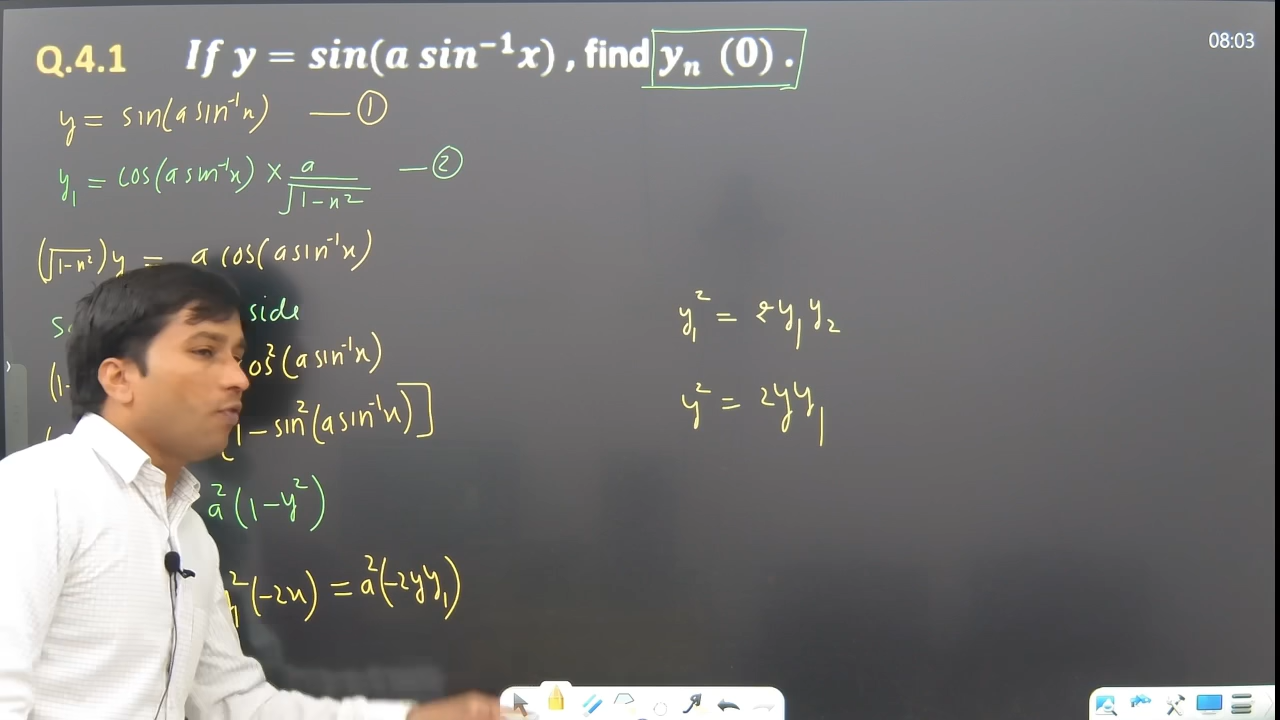 Q.4.1 If y = sin(a sin⁻¹x), find yₙ (0).
08:03
y = sin(a sin⁻¹x) — ①
y₁ = cos(a sin⁻¹x) × a/√1-x² — ②
(√1-x²)y = a cos(a sin⁻¹x)
side
os²(a sin⁻¹x)
[1 - sin²(a sin⁻¹x)]
a²(1-y²)
y₁²(-2x) = a²(-2yy₁)
y₁² = 2y₁y₂
y² = 2yy₁